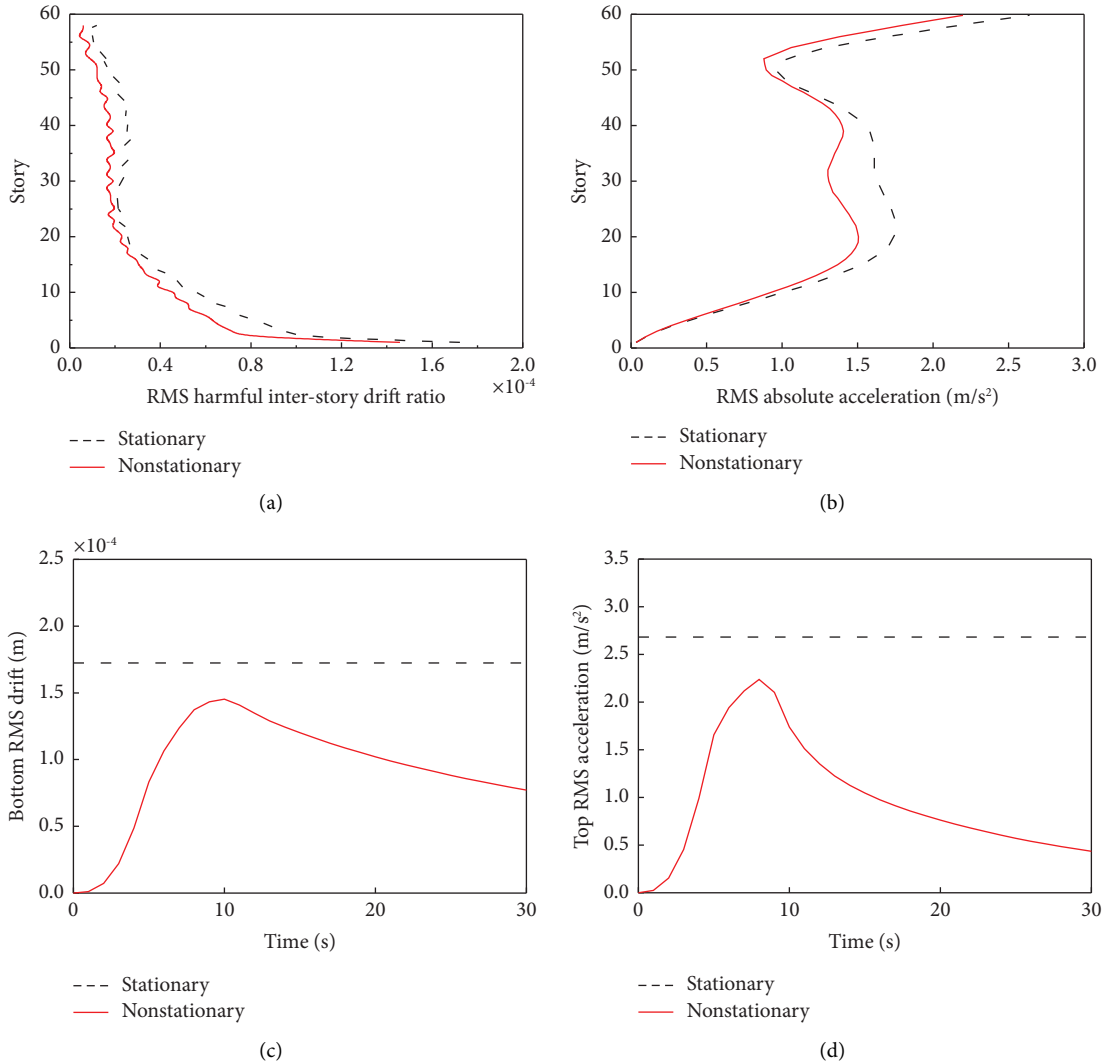 60
50
40
30
20
10
0
Story
0.0
0.4
0.8
1.2
1.6
2.0
×10⁻⁴
RMS harmful inter-story drift ratio
Stationary
Nonstationary
(a)
60
50
40
30
20
10
0
Story
0.0
0.5
1.0
1.5
2.0
2.5
3.0
RMS absolute acceleration (m/s²)
Stationary
Nonstationary
(b)
×10⁻⁴
2.5
2.0
1.5
1.0
0.5
0.0
Bottom RMS drift (m)
0
10
20
30
Time (s)
Stationary
Nonstationary
(c)
3.5
3.0
2.5
2.0
1.5
1.0
0.5
0.0
Top RMS acceleration (m/s²)
0
10
20
30
Time (s)
Stationary
Nonstationary
(d)